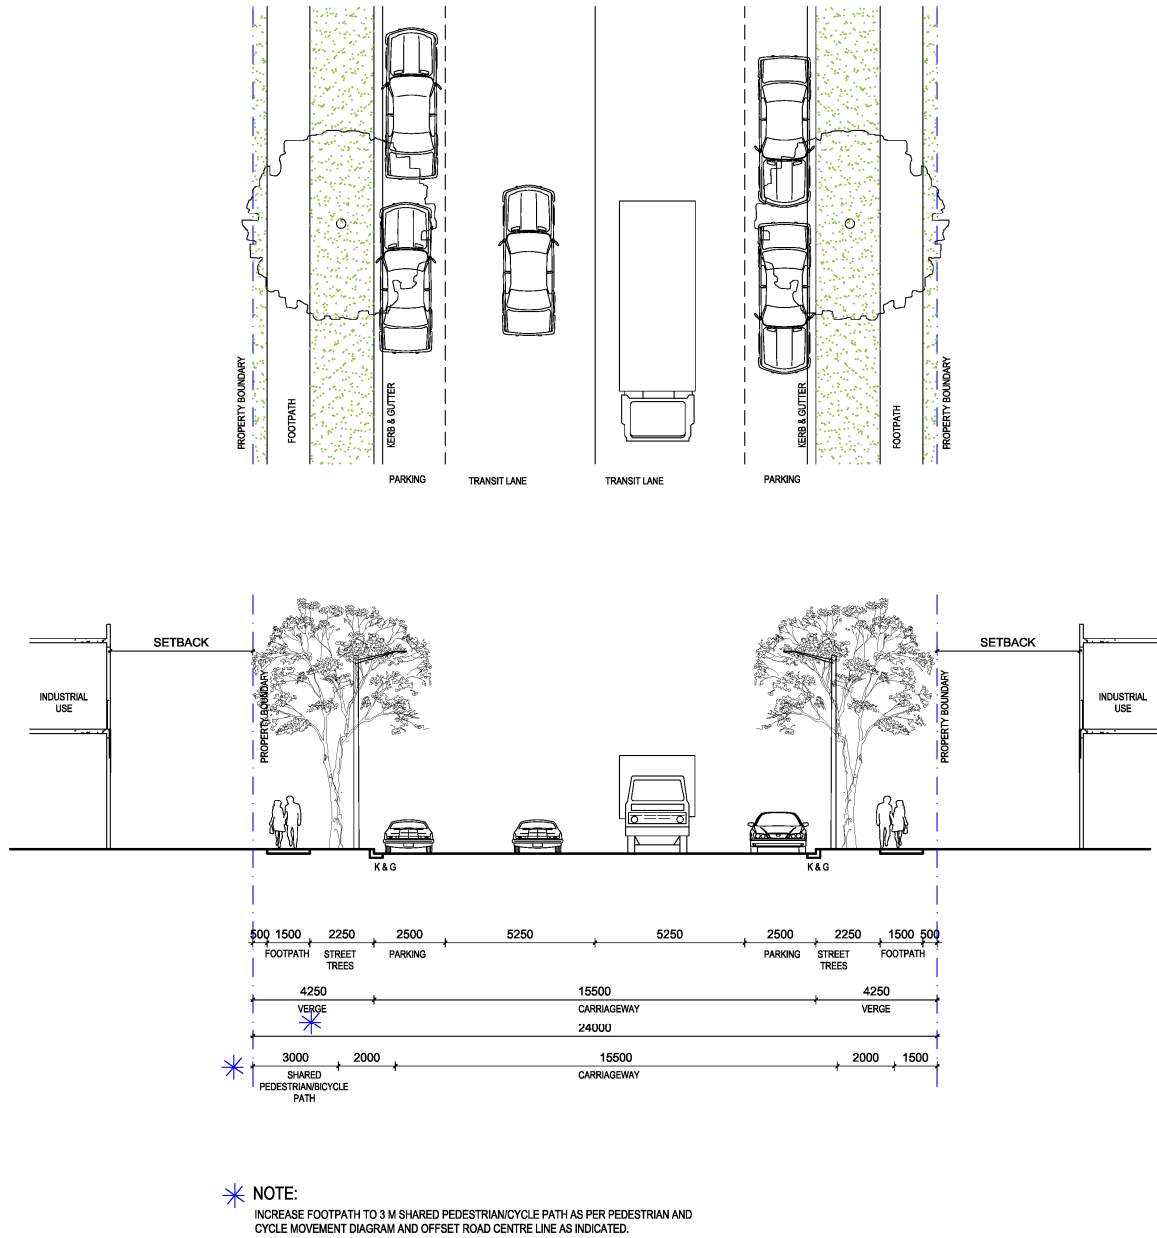 PROPERTY BOUNDARY
FOOTPATH
KERB & GUTTER
KERB & GUTTER
FOOTPATH
PROPERTY BOUNDARY
PARKING
TRANSIT LANE
TRANSIT LANE
PARKING
SETBACK
SETBACK
INDUSTRIAL
USE
PROPERTY BOUNDARY
PROPERTY BOUNDARY
INDUSTRIAL
USE
K & G
K & G
500 1500 2250 2500 5250 5250 2500 2250 1500 500
FOOTPATH STREET PARKING PARKING STREET FOOTPATH
TREES TREES
4250 15500 4250
VERGE CARRIAGEWAY VERGE
24000
3000 2000 15500 2000 1500
SHARED CARRIAGEWAY
PEDESTRIAN/BICYCLE
PATH
NOTE:
INCREASE FOOTPATH TO 3 M SHARED PEDESTRIAN/CYCLE PATH AS PER PEDESTRIAN AND
CYCLE MOVEMENT DIAGRAM AND OFFSET ROAD CENTRE LINE AS INDICATED.